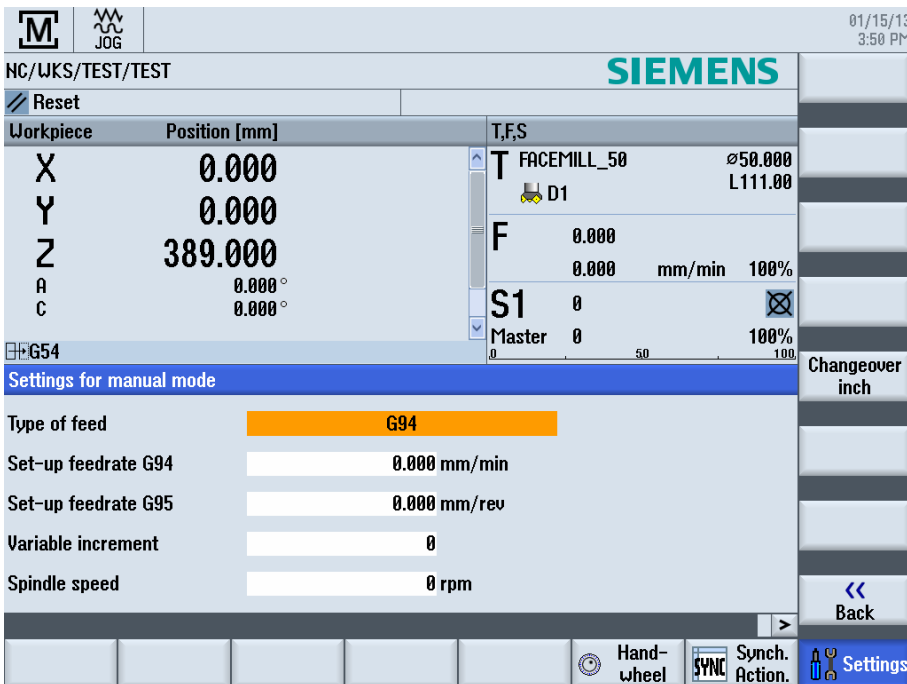 M
JOG
01/15/13
3:50 PM
NC/WKS/TEST/TEST
SIEMENS
Reset
Workpiece Position [mm]
T,F,S
X 0.000
Y 0.000
Z 389.000
A 0.000°
C 0.000°
G54
T FACEMILL_50 ⌀50.000
D1 L111.00
F 0.000
0.000 mm/min 100%
S1 0
Master 0 100%
0 50 100
Changeover
inch
Settings for manual mode
Type of feed G94
Set-up feedrate G94 0.000 mm/min
Set-up feedrate G95 0.000 mm/rev
Variable increment 0
Spindle speed 0 rpm
<<
Back
>
Hand-
wheel
SYNC Synch.
Action.
Settings